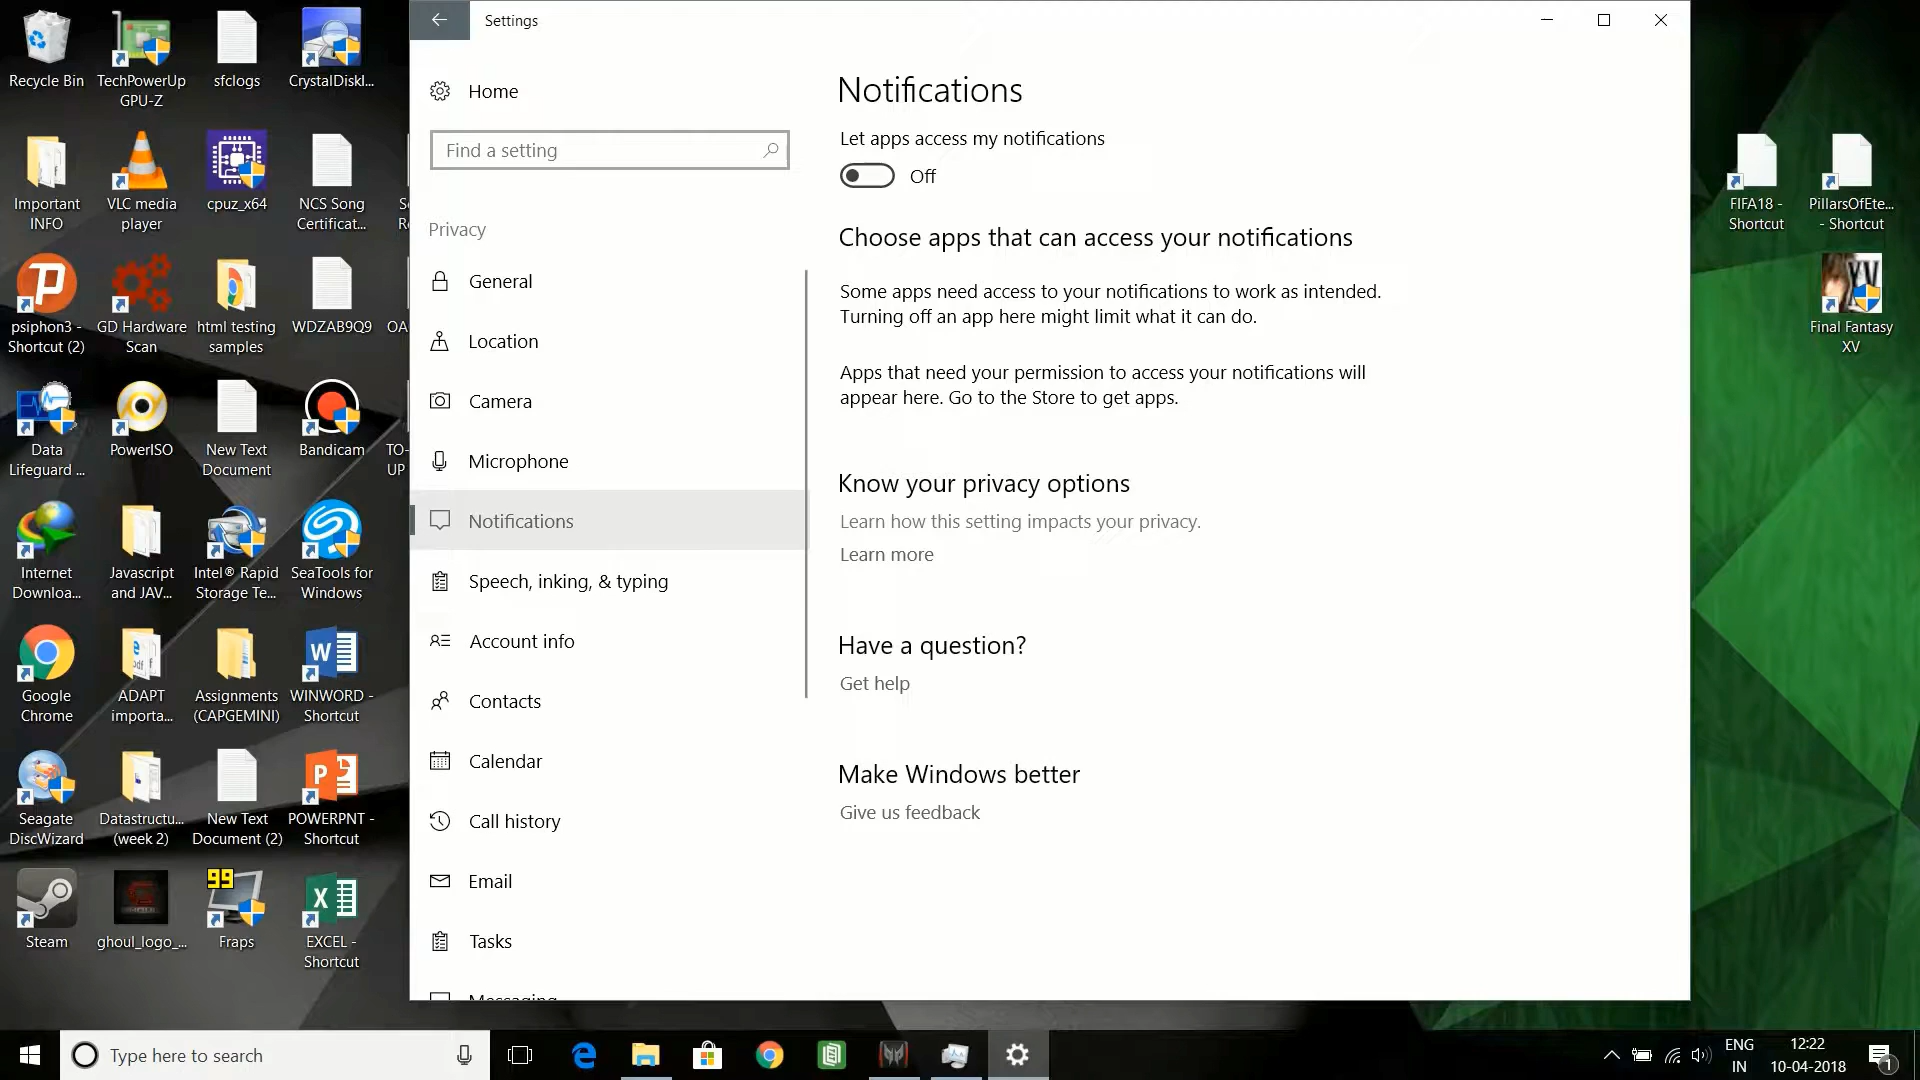 Settings
Home
Find a setting
Privacy
General
Location
Camera
Microphone
Notifications
Speech, inking, & typing
Account info
Contacts
Calendar
Call history
Email
Tasks
Messaging
Notifications
Let apps access my notifications
Off
Choose apps that can access your notifications
Some apps need access to your notifications to work as intended.
Turning off an app here might limit what it can do.
Apps that need your permission to access your notifications will
appear here. Go to the Store to get apps.
Know your privacy options
Learn how this setting impacts your privacy.
Learn more
Have a question?
Get help
Make Windows better
Give us feedback
Recycle Bin
TechPowerUp
GPU-Z
sfclogs
CrystalDiskI...
Important
INFO
VLC media
player
cpuz_x64
NCS Song
Certificat...
psiphon3 -
Shortcut (2)
GD Hardware
Scan
html testing
samples
WDZAB9Q9
Data
Lifeguard ...
PowerISO
New Text
Document
Bandicam
TO-
UP
Internet
Downloa...
Javascript
and JAV...
Intel® Rapid
Storage Te...
SeaTools for
Windows
Google
Chrome
ADAPT
importa...
Assignments
(CAPGEMINI)
WINWORD -
Shortcut
Seagate
DiscWizard
Datastructu...
(week 2)
New Text
Document (2)
POWERPNT -
Shortcut
Steam
ghoul_logo_...
99
Fraps
EXCEL -
Shortcut
FIFA18 -
Shortcut
PillarsOfEte...
- Shortcut
XV
Final Fantasy
XV
Type here to search
ENG
IN
12:22
10-04-2018
1